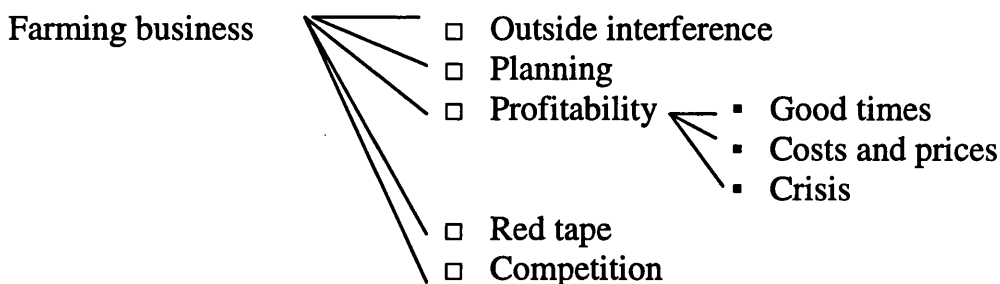 Farming business □ Outside interference
□ Planning
□ Profitability ▪ Good times
▪ Costs and prices
▪ Crisis
□ Red tape
□ Competition